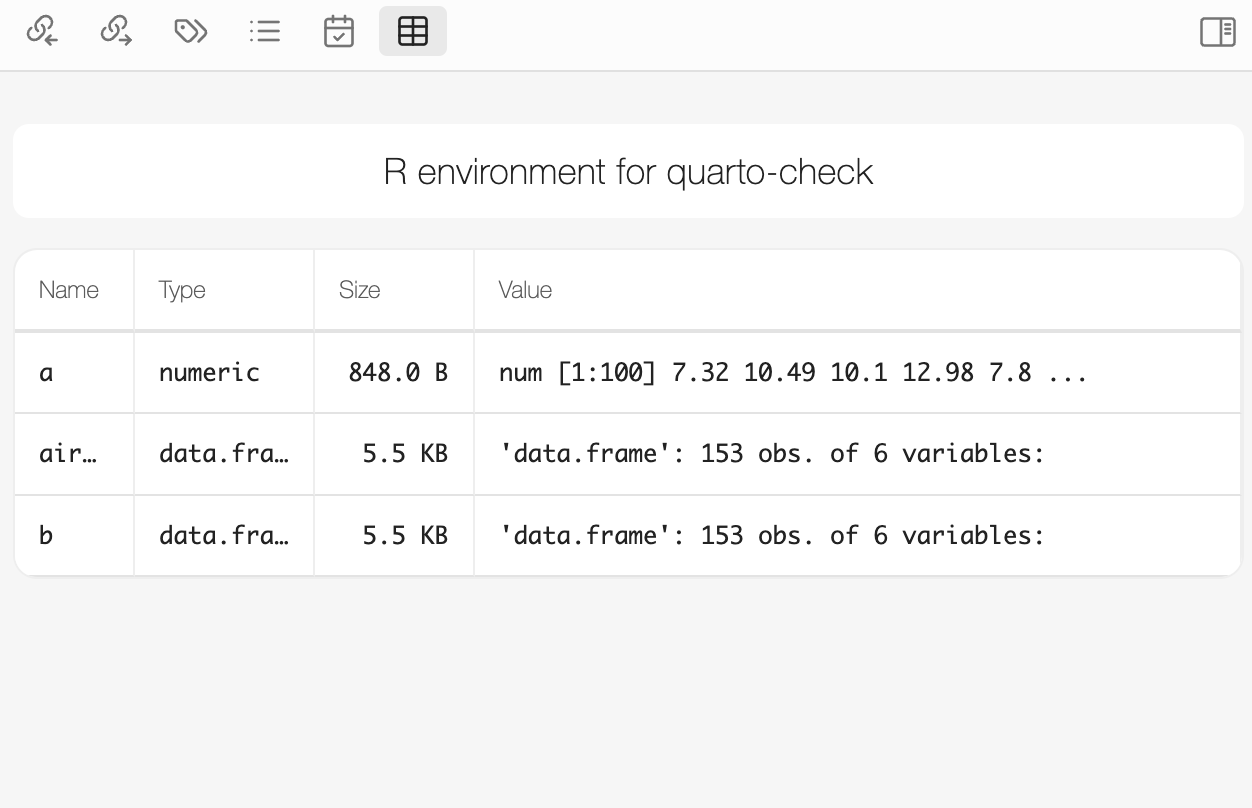 R environment for quarto-check
Name Type Size Value
a numeric 848.0 B num [1:100] 7.32 10.49 10.1 12.98 7.8 ...
air… data.fra… 5.5 KB 'data.frame': 153 obs. of 6 variables:
b data.fra… 5.5 KB 'data.frame': 153 obs. of 6 variables: